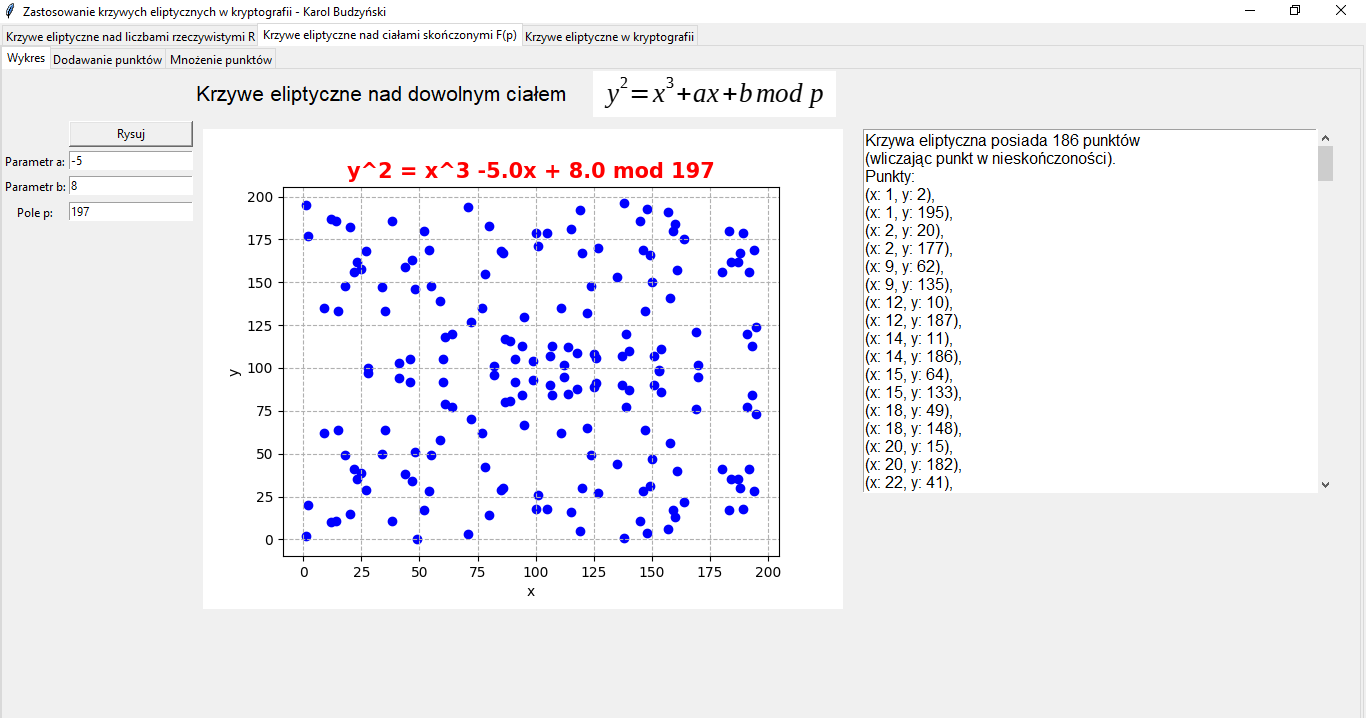 Zastosowanie krzywych eliptycznych w kryptografii - Karol Budzyński
Krzywe eliptyczne nad liczbami rzeczywistymi R
Krzywe eliptyczne nad ciałami skończonymi F(p)
Krzywe eliptyczne w kryptografii
Wykres
Dodawanie punktów
Mnożenie punktów
Krzywe eliptyczne nad dowolnym ciałem
y²=x³+ax+b mod p
Rysuj
Parametr a: -5
Parametr b: 8
Pole p: 197
y^2 = x^3 -5.0x + 8.0 mod 197
200
175
150
125
100
75
50
25
0
y
0 25 50 75 100 125 150 175 200
x
Krzywa eliptyczna posiada 186 punktów
(wliczając punkt w nieskończoności).
Punkty:
(x: 1, y: 2),
(x: 1, y: 195),
(x: 2, y: 20),
(x: 2, y: 177),
(x: 9, y: 62),
(x: 9, y: 135),
(x: 12, y: 10),
(x: 12, y: 187),
(x: 14, y: 11),
(x: 14, y: 186),
(x: 15, y: 64),
(x: 15, y: 133),
(x: 18, y: 49),
(x: 18, y: 148),
(x: 20, y: 15),
(x: 20, y: 182),
(x: 22, y: 41),